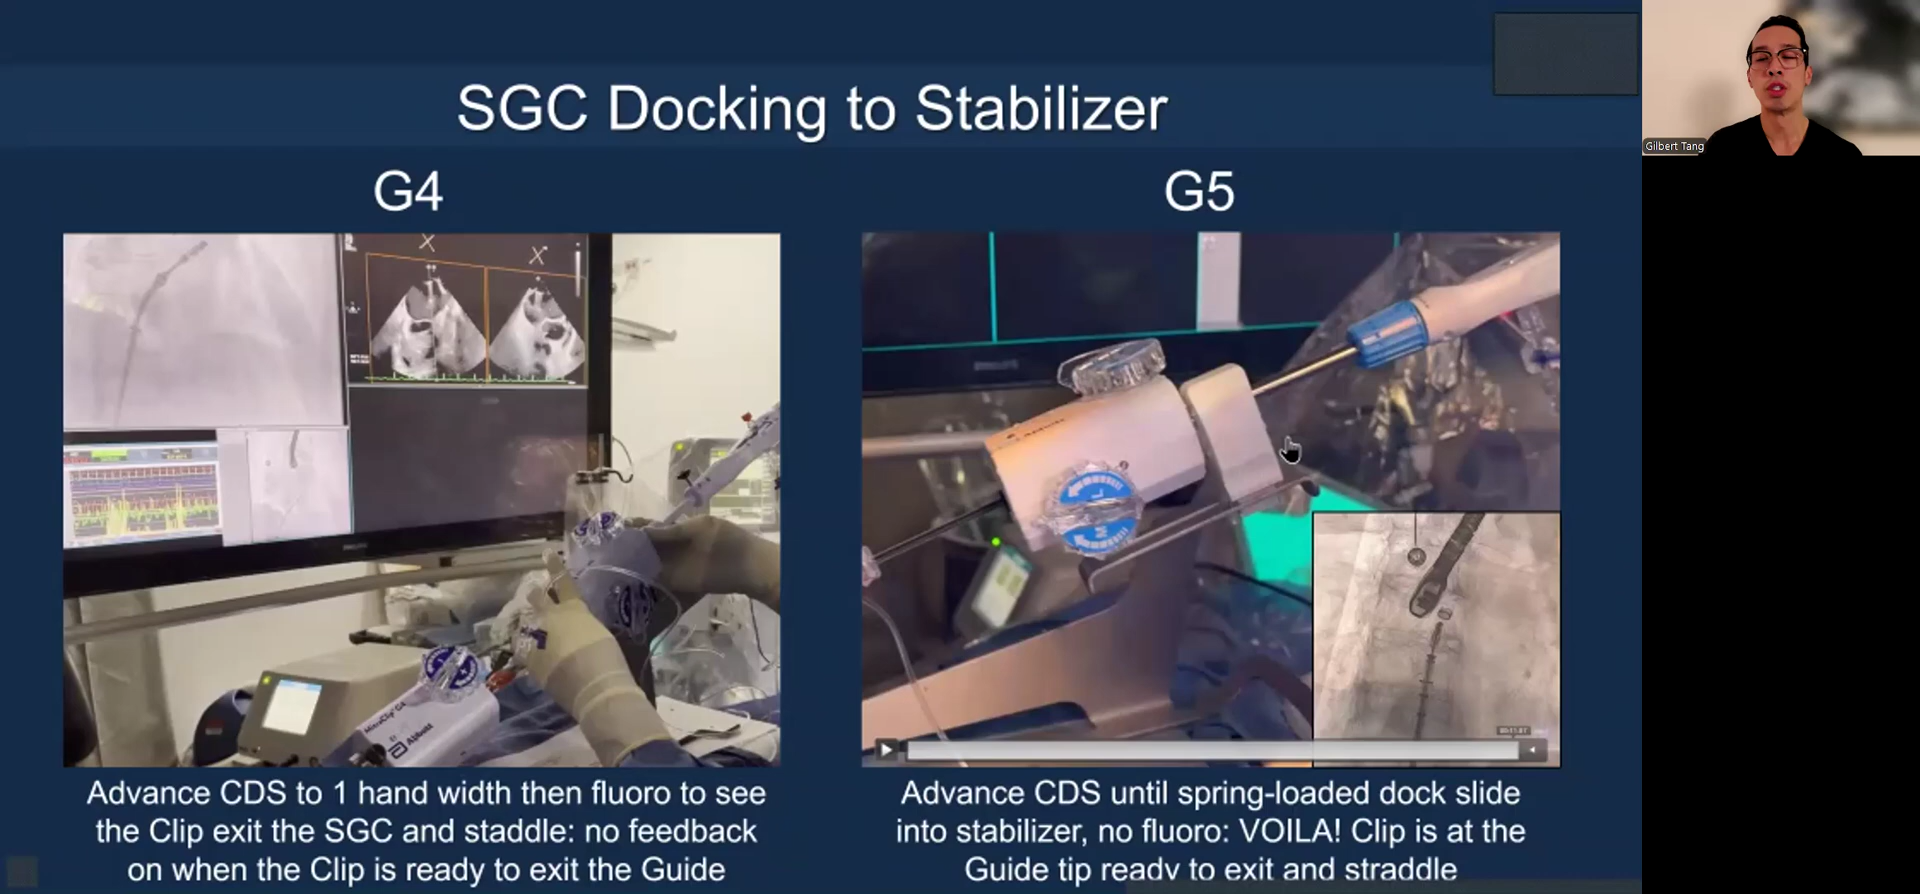 SGC Docking to Stabilizer
Gilbert Tang
G4
G5
MitraClip G4
Abbott
L
M
Advance CDS to 1 hand width then fluoro to see
the Clip exit the SGC and staddle: no feedback
on when the Clip is ready to exit the Guide
Advance CDS until spring-loaded dock slide
into stabilizer, no fluoro: VOILA! Clip is at the
Guide tip ready to exit and straddle